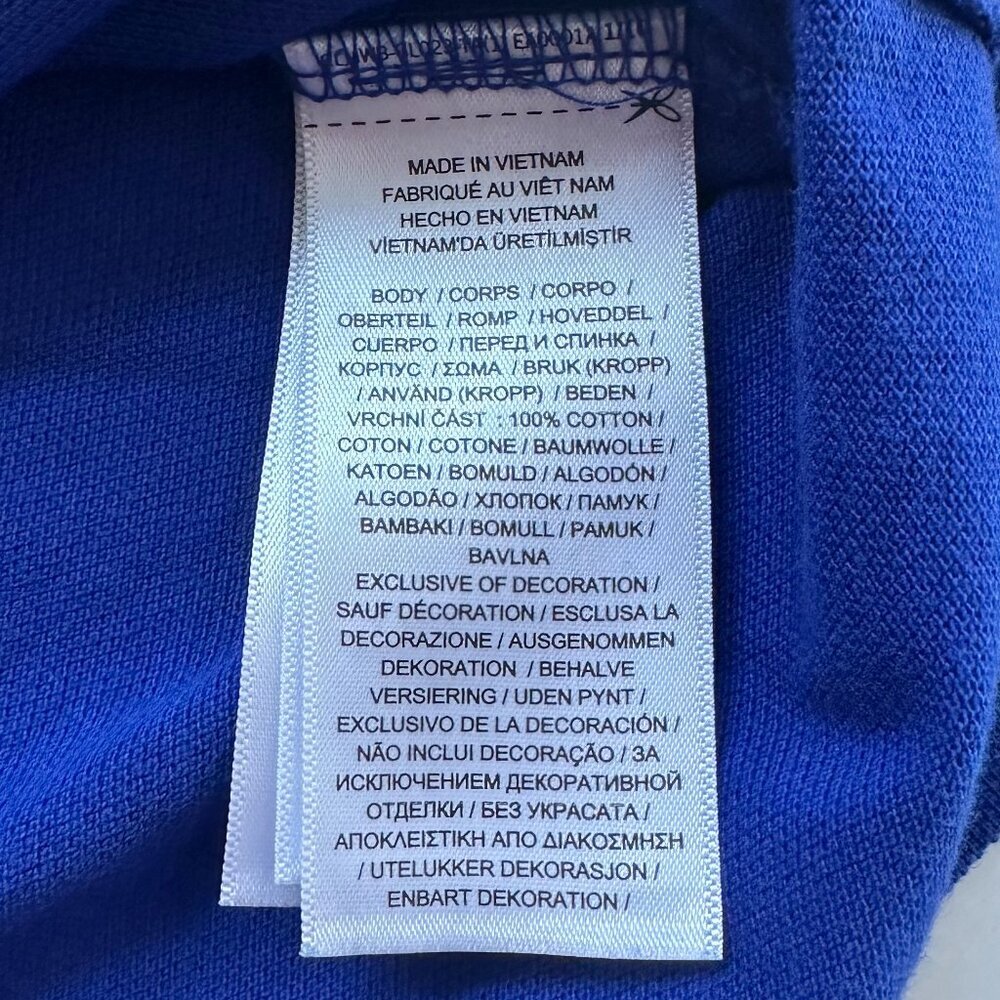 MADE IN VIETNAM
FABRIQUÉ AU VIÊT NAM
HECHO EN VIETNAM
VİETNAM'DA ÜRETİLMİŞTİR
BODY / CORPS / CORPO /
OBERTEIL / ROMP / HOVEDDEL /
CUERPO / ПЕРЕД И СПИНКА /
КОРПУС / ΣΩΜΑ / BRUK (KROPP)
/ ANVÄND (KROPP) / BEDEN /
VRCHNÍ ČÁST : 100% COTTON /
COTON / COTONE / BAUMWOLLE /
KATOEN / BOMULD / ALGODÓN /
ALGODÃO / ХЛОПОК / ПАМУК /
BAMBAKI / BOMULL / PAMUK /
BAVLNA
EXCLUSIVE OF DECORATION /
SAUF DÉCORATION / ESCLUSA LA
DECORAZIONE / AUSGENOMMEN
DEKORATION / BEHALVE
VERSIERING / UDEN PYNT /
EXCLUSIVO DE LA DECORACIÓN /
NÃO INCLUI DECORAÇÃO / ЗА
ИСКЛЮЧЕНИЕМ ДЕКОРАТИВНОЙ
ОТДЕЛКИ / БЕЗ УКРАСАТА /
ΑΠΟΚΛΕΙΣΤΙΚΗ ΑΠΟ ΔΙΑΚΟΣΜΗΣΗ
/ UTELUKKER DEKORASJON /
ENBART DEKORATION /